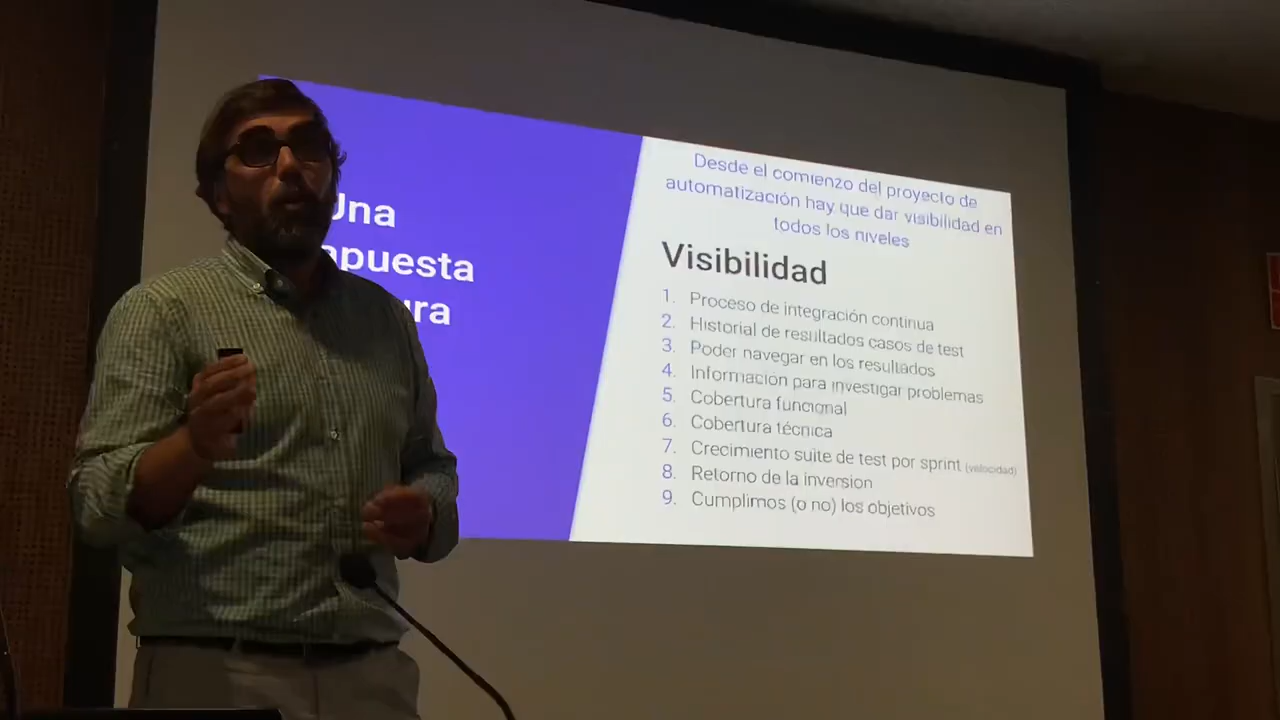 Una
apuesta
ura
Desde el comienzo del proyecto de
automatización hay que dar visibilidad en
todos los niveles
Visibilidad
1. Proceso de integración continua
2. Historial de resultados casos de test
3. Poder navegar en los resultados
4. Información para investigar problemas
5. Cobertura funcional
6. Cobertura técnica
7. Crecimiento suite de test por sprint (velocidad)
8. Retorno de la inversion
9. Cumplimos (o no) los objetivos